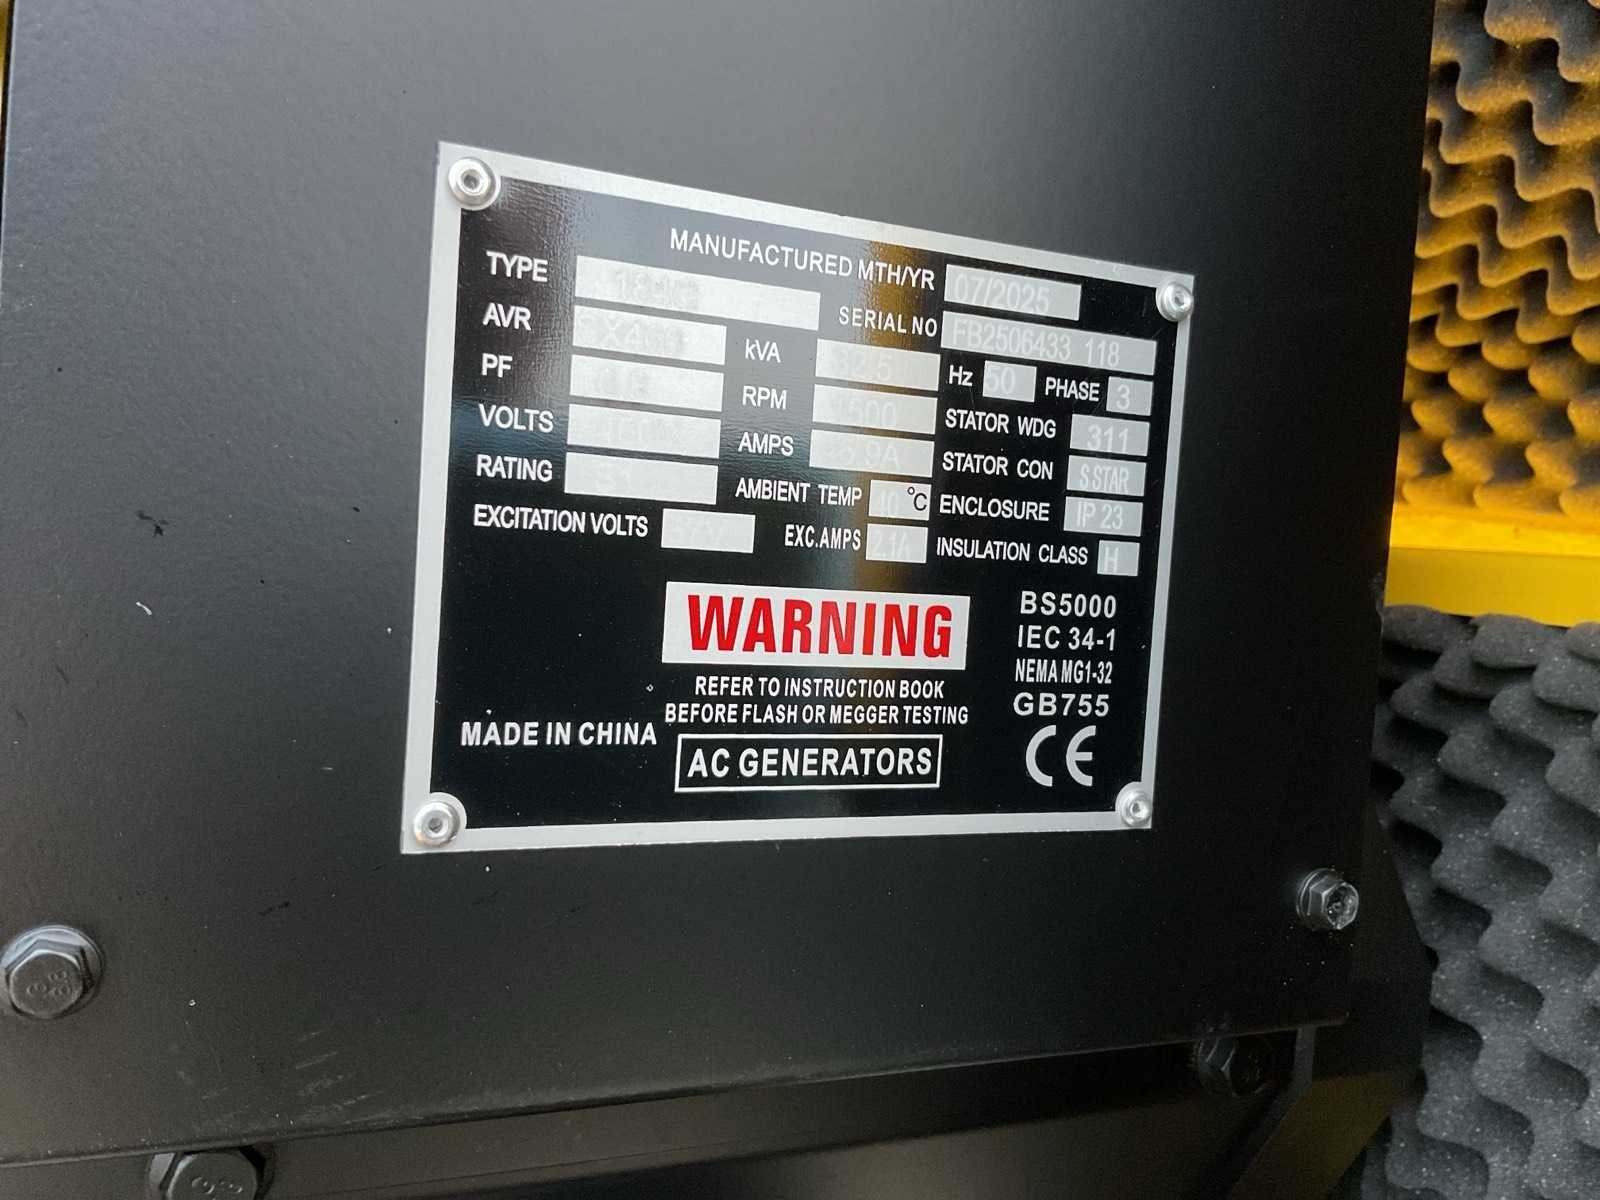 MANUFACTURED MTH/YR 07/2025
TYPE
SERIAL NO FB2506433 118
AVR
kVA
Hz 50 PHASE 3
PF
RPM 1500
STATOR WDG 311
VOLTS
AMPS
STATOR CON S STAR
RATING
AMBIENT TEMP 40 °C
ENCLOSURE IP 23
EXCITATION VOLTS
EXC.AMPS 2.1A
INSULATION CLASS H
WARNING
REFER TO INSTRUCTION BOOK
BEFORE FLASH OR MEGGER TESTING
BS5000
IEC 34-1
NEMA MG1-32
GB755
CE
MADE IN CHINA
AC GENERATORS